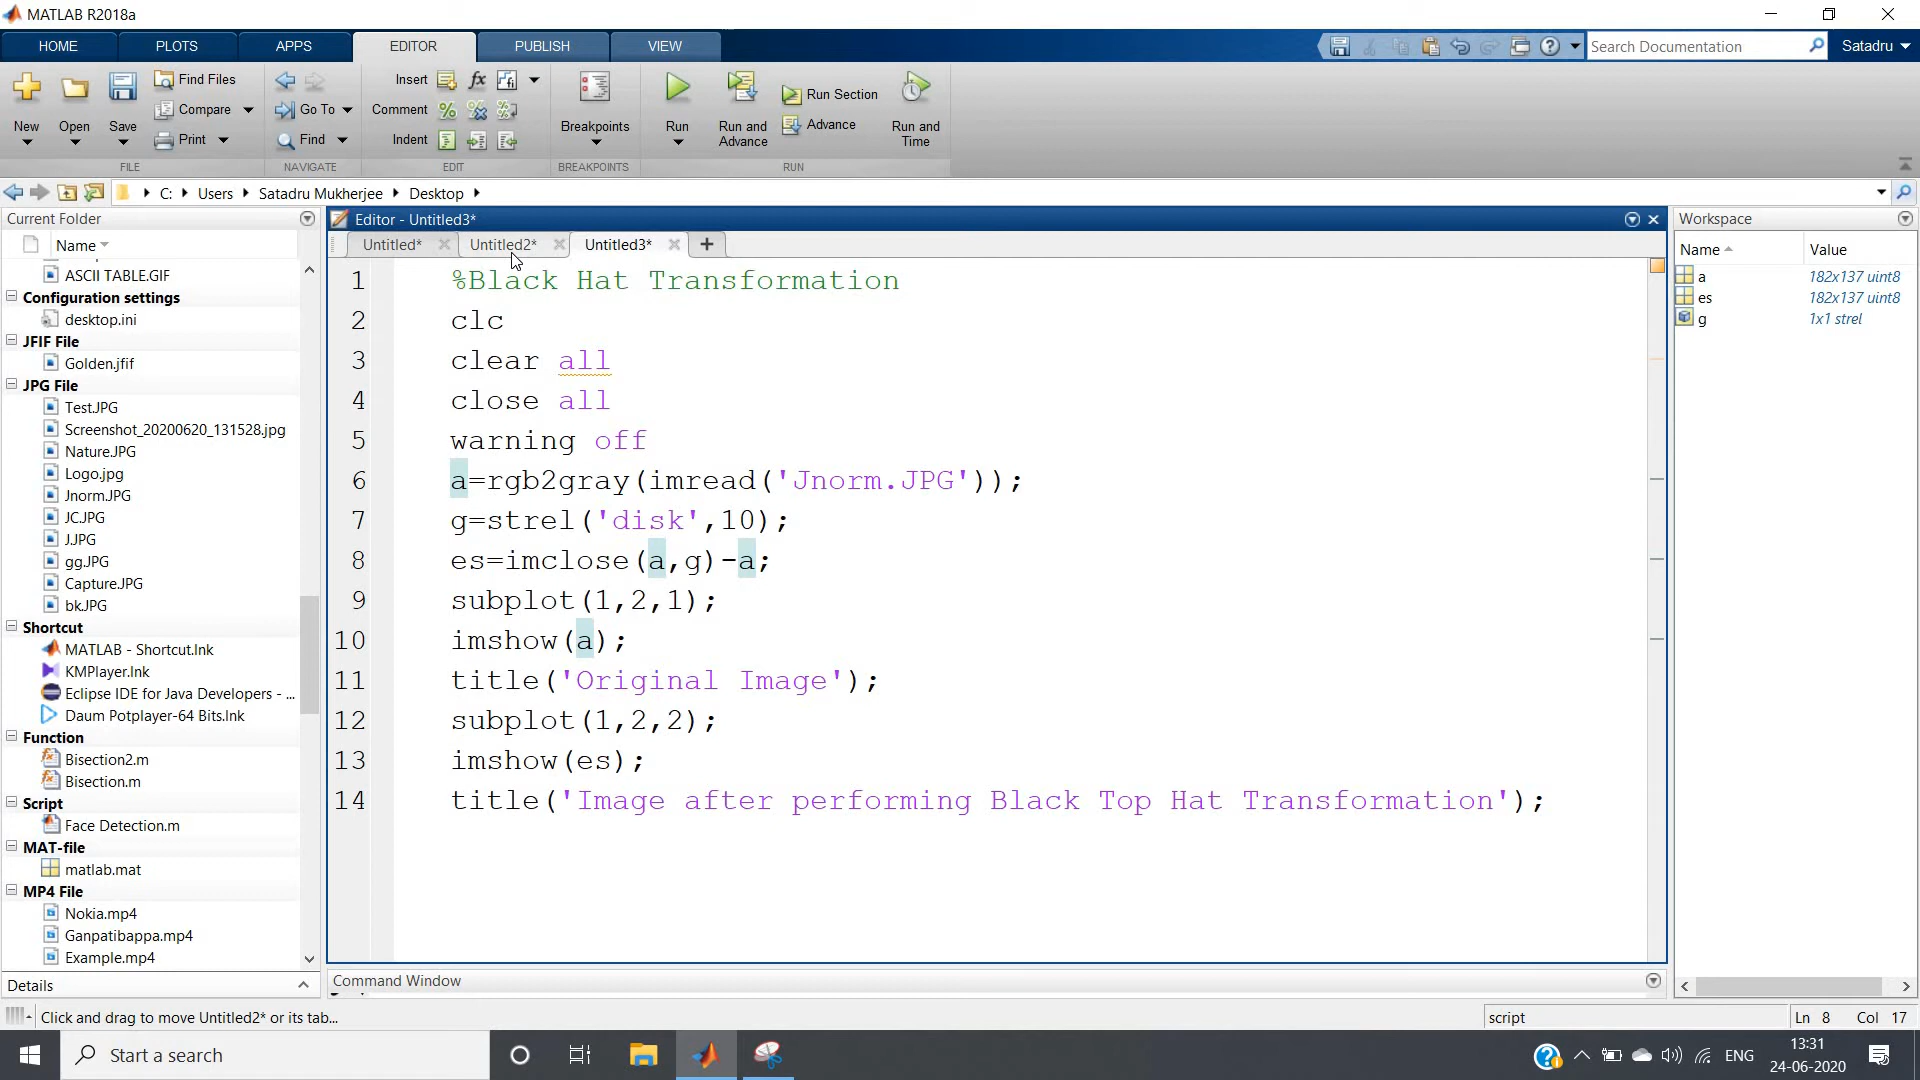 MATLAB R2018a
HOME PLOTS APPS EDITOR PUBLISH VIEW
Search Documentation
Satadru
New
Open
Save
Find Files
Compare
Print
FILE
Go To
Find
NAVIGATE
Insert
Comment
Indent
EDIT
Breakpoints
BREAKPOINTS
Run
Run and Advance
Run Section
Advance
Run and Time
RUN
C: Users Satadru Mukherjee Desktop
Current Folder
Name
ASCII TABLE.GIF
Configuration settings
desktop.ini
JFIF File
Golden.jfif
JPG File
Test.JPG
Screenshot_20200620_131528.jpg
Nature.JPG
Logo.jpg
Jnorm.JPG
JC.JPG
J.JPG
gg.JPG
Capture.JPG
bk.JPG
Shortcut
MATLAB - Shortcut.lnk
KMPlayer.lnk
Eclipse IDE for Java Developers - ...
Daum Potplayer-64 Bits.lnk
Function
Bisection2.m
Bisection.m
Script
Face Detection.m
MAT-file
matlab.mat
MP4 File
Nokia.mp4
Ganpatibappa.mp4
Example.mp4
Details
Editor - Untitled3*
Untitled* Untitled2* Untitled3*
1 %Black Hat Transformation
2 clc
3 clear all
4 close all
5 warning off
6 a=rgb2gray(imread('Jnorm.JPG'));
7 g=strel('disk',10);
8 es=imclose(a,g)-a;
9 subplot(1,2,1);
10 imshow(a);
11 title('Original Image');
12 subplot(1,2,2);
13 imshow(es);
14 title('Image after performing Black Top Hat Transformation');
Command Window
Workspace
Name Value
a 182x137 uint8
es 182x137 uint8
g 1x1 strel
Click and drag to move Untitled2* or its tab...
script
Ln 8 Col 17
Start a search
ENG
13:31
24-06-2020